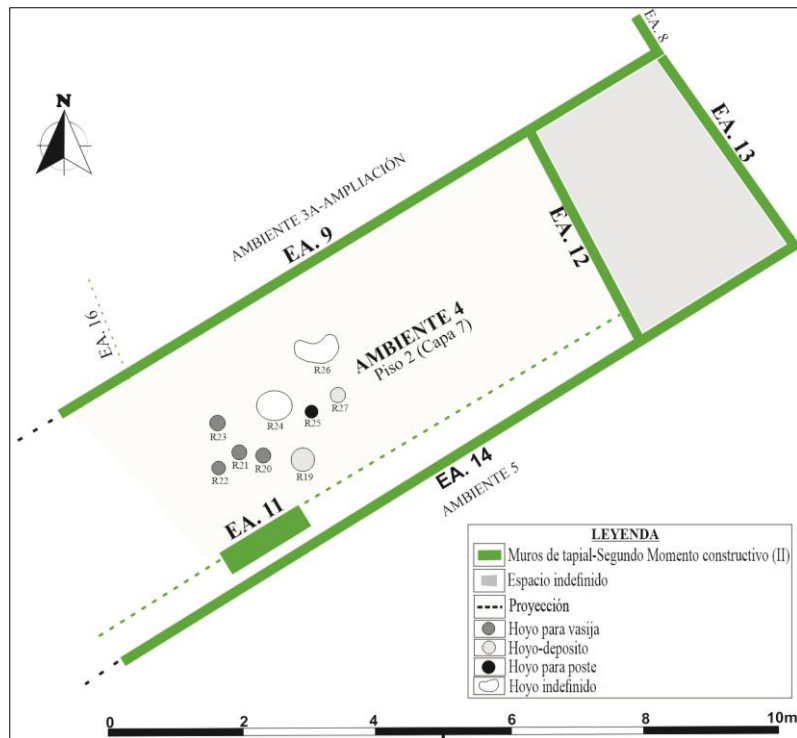 EA. 8
N
EA. 13
AMBIENTE 3A-AMPLIACIÓN
EA. 9
EA. 12
EA. 16
AMBIENTE 4
Piso 2 (Capa 7)
R26
R27
R25
R24
R23
R21
R20
R22
R19
EA. 11
EA. 14
AMBIENTE 5
LEYENDA
Muros de tapial-Segundo Momento constructivo (II)
Espacio indefinido
Proyección
Hoyo para vasija
Hoyo-deposito
Hoyo para poste
Hoyo indefinido
0 2 4 6 8 10m